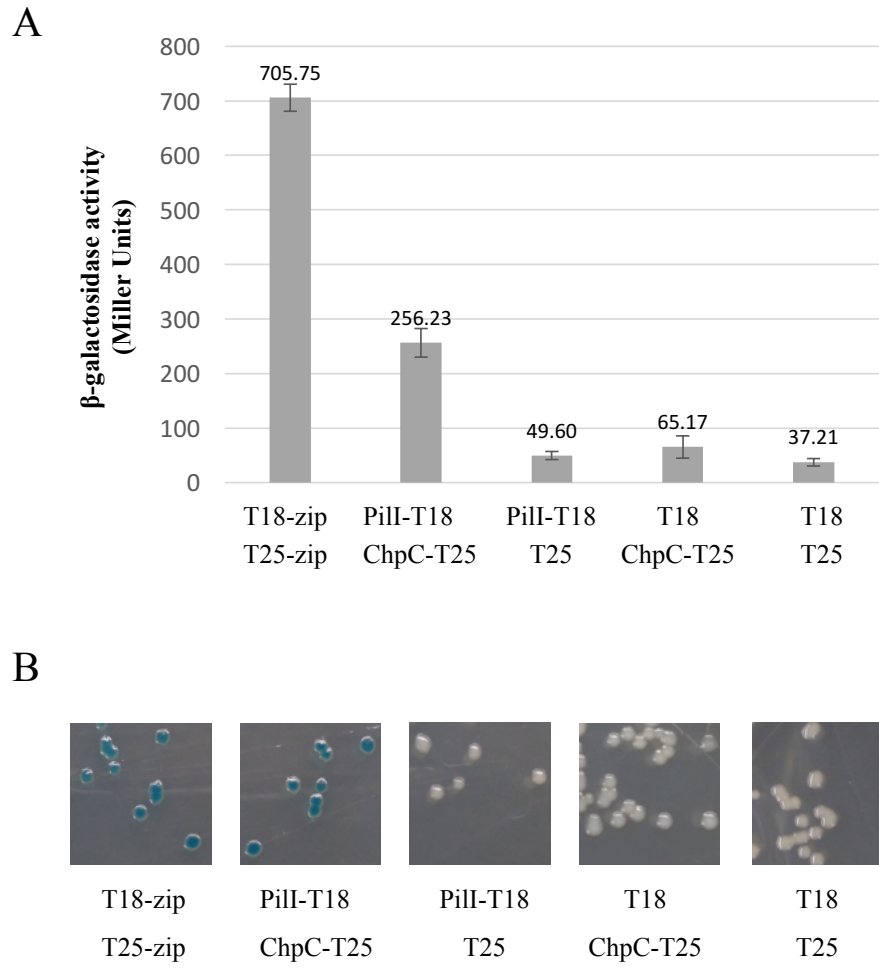 A
800
700
600
500
400
300
200
100
0
β-galactosidase activity
(Miller Units)
705.75
256.23
49.60
65.17
37.21
T18-zip PilI-T18 PilI-T18 T18 T18
T25-zip ChpC-T25 T25 ChpC-T25 T25
B
T18-zip PilI-T18 PilI-T18 T18 T18
T25-zip ChpC-T25 T25 ChpC-T25 T25